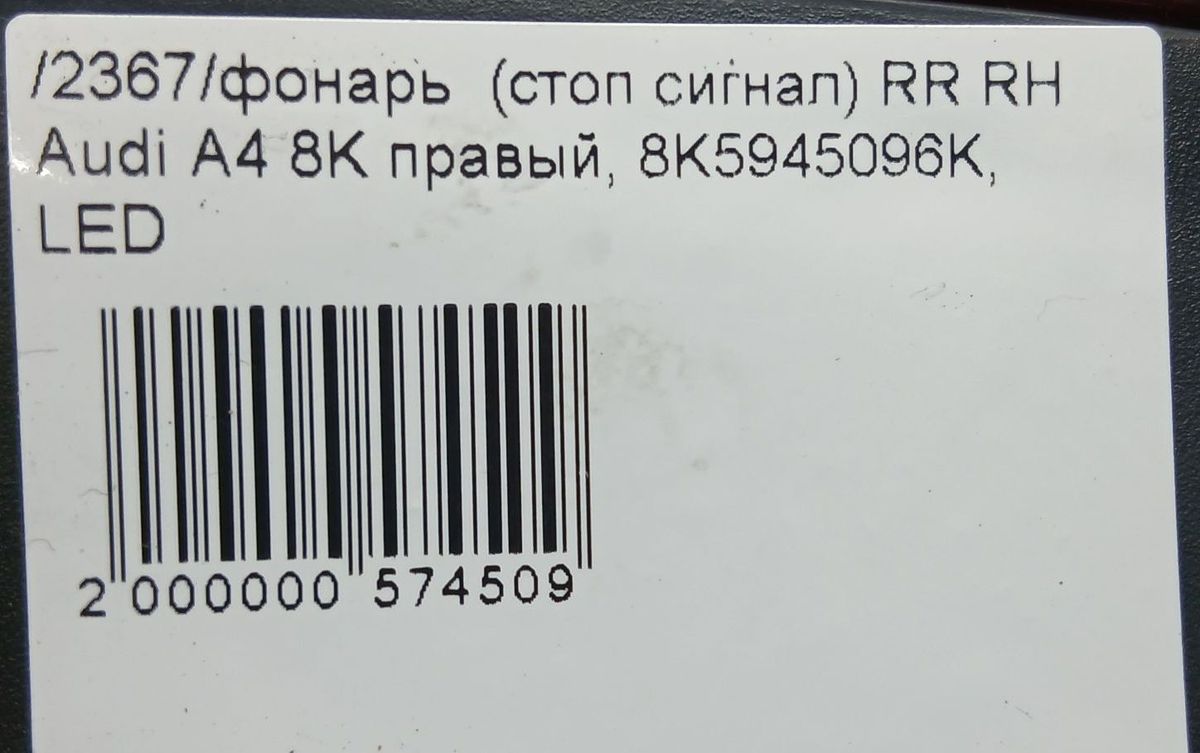 /2367/фонарь (стоп сигнал) RR RH
Audi A4 8K правый, 8K5945096K,
LED
2 000000 574509